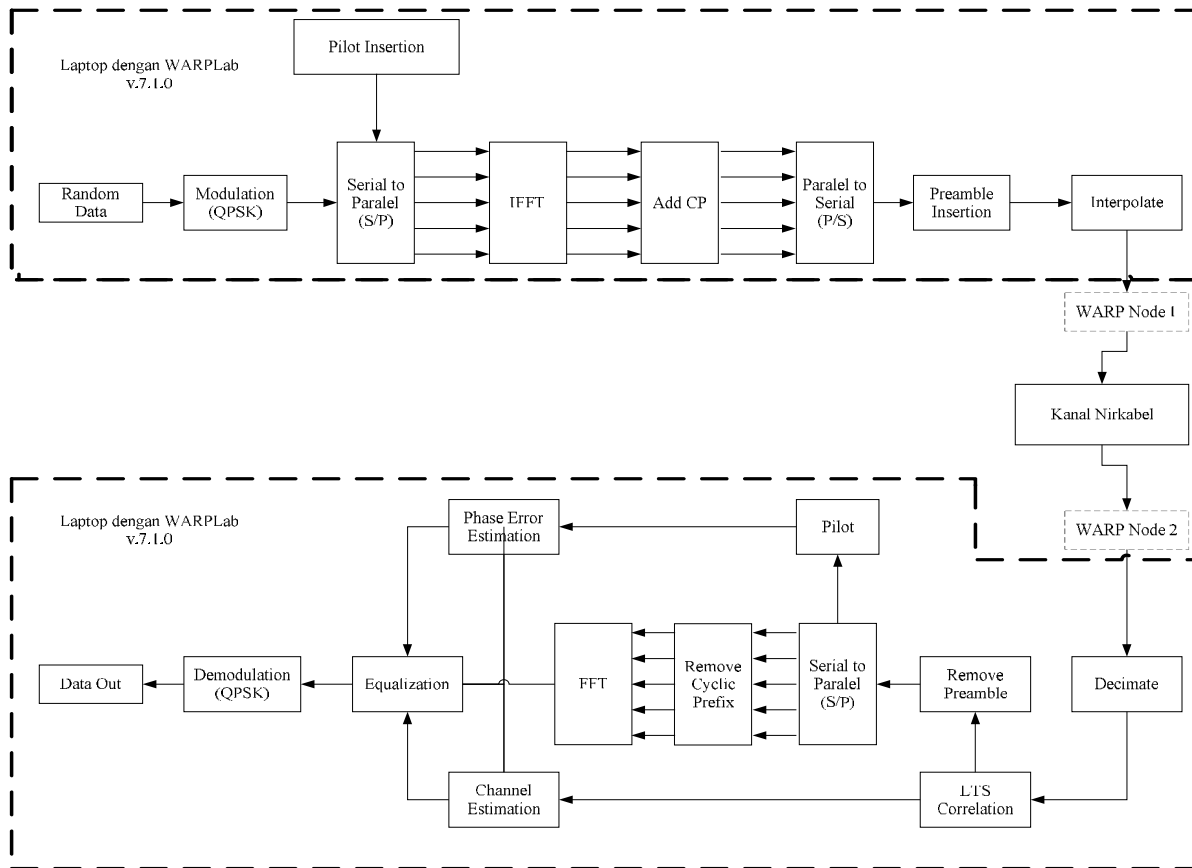 Pilot Insertion
Laptop dengan WARPLab
v.7.1.0
Random
Data
Modulation
(QPSK)
Serial to
Paralel
(S/P)
IFFT
Add CP
Paralel to
Serial
(P/S)
Preamble
Insertion
Interpolate
WARP Node 1
Kanal Nirkabel
WARP Node 2
Laptop dengan WARPLab
v.7.1.0
Phase Error
Estimation
Pilot
Data Out
Demodulation
(QPSK)
Equalization
FFT
Remove
Cyclic
Prefix
Serial to
Paralel
(S/P)
Remove
Preamble
Decimate
Channel
Estimation
LTS
Correlation